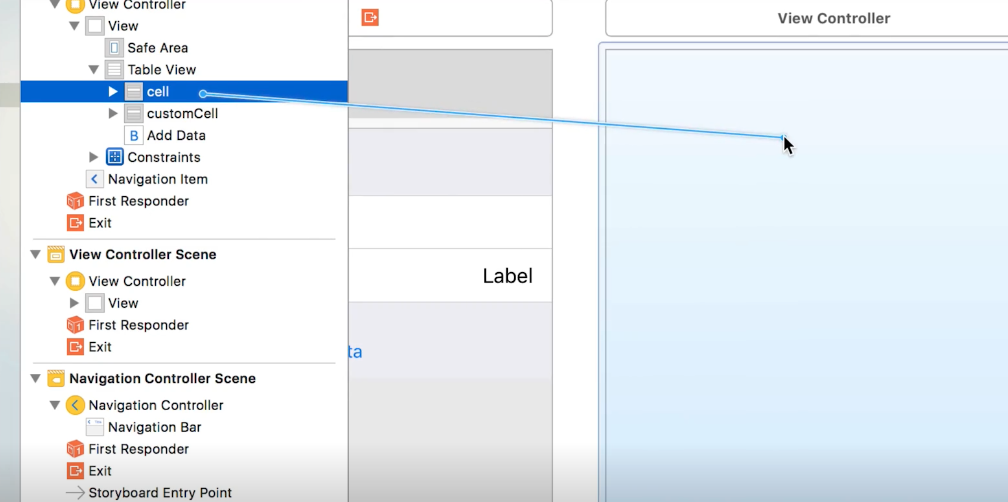 View Controller
View
Safe Area
Table View
cell
customCell
B Add Data
Constraints
Navigation Item
First Responder
Exit
View Controller Scene
View Controller
View
First Responder
Exit
Navigation Controller Scene
Navigation Controller
Navigation Bar
First Responder
Exit
Storyboard Entry Point
View Controller
Label
ta